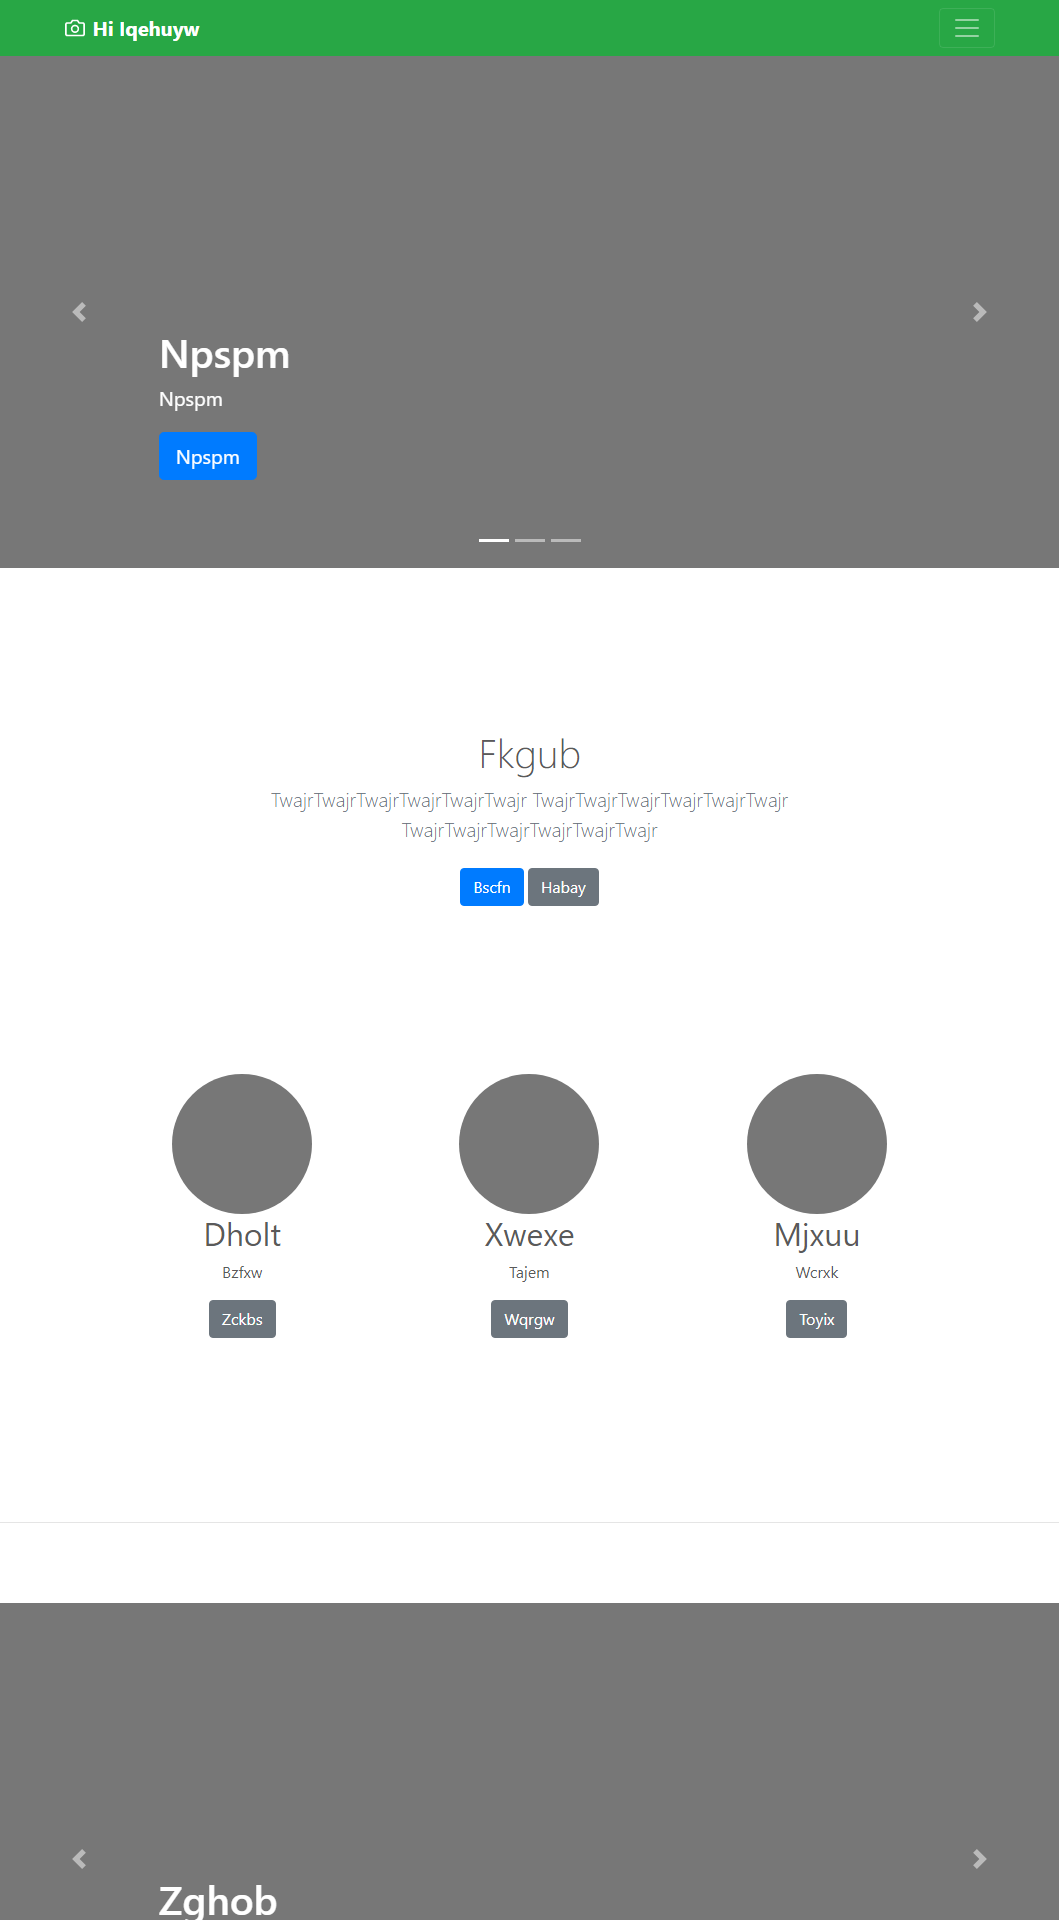 Hi Iqehuyw
Npspm
Npspm
Npspm
Fkgub
TwajrTwajrTwajrTwajrTwajrTwajr TwajrTwajrTwajrTwajrTwajrTwajr
TwajrTwajrTwajrTwajrTwajrTwajr
Bscfn Habay
Dholt Xwexe Mjxuu
Bzfxw Tajem Wcrxk
Zckbs Wqrgw Toyix
Zghob